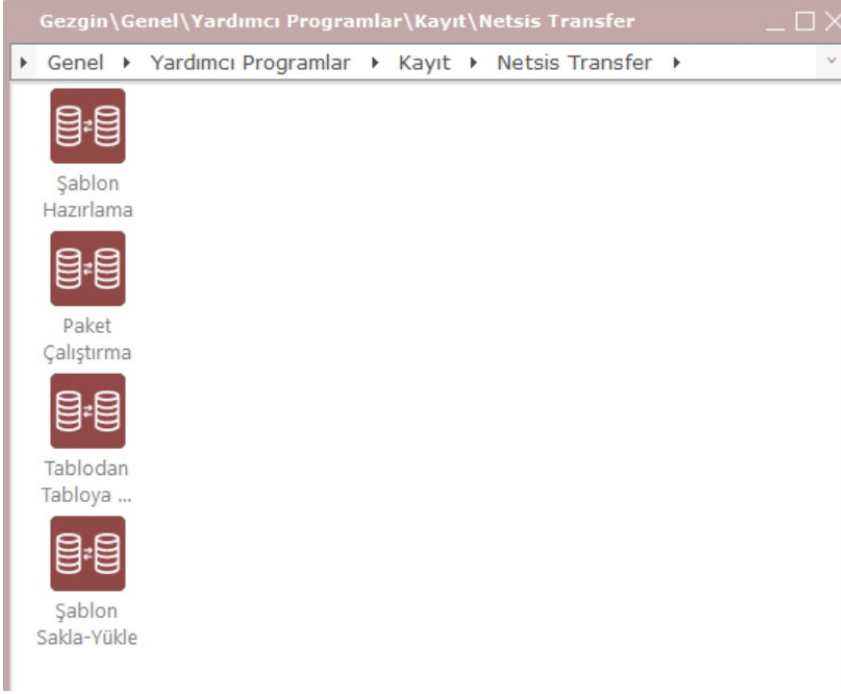 Gezgin\Genel\Yardımcı Programlar\Kayıt\Netsis Transfer
Genel Yardımcı Programlar Kayıt Netsis Transfer
Şablon
Hazırlama
Paket
Çalıştırma
Tablodan
Tabloya ...
Şablon
Sakla-Yükle